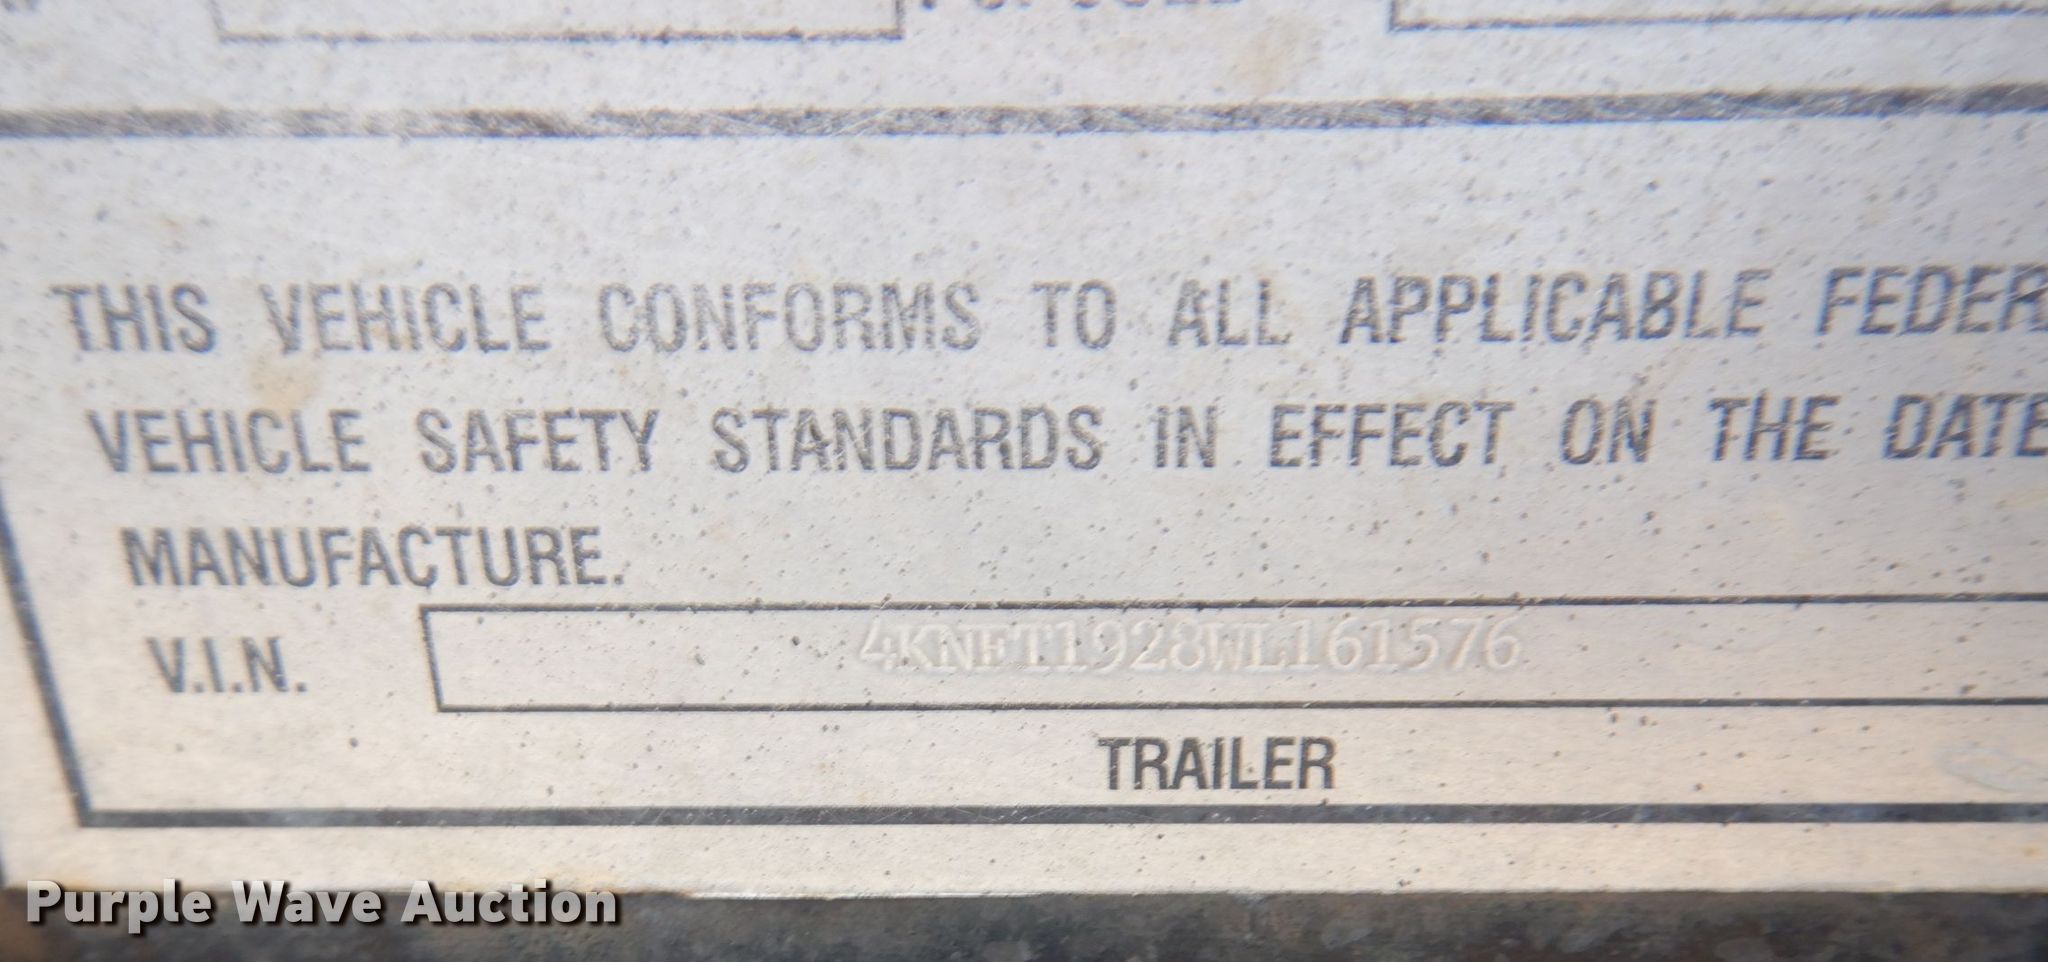 THIS VEHICLE CONFORMS TO ALL APPLICABLE FEDER
VEHICLE SAFETY STANDARDS IN EFFECT ON THE DATE
MANUFACTURE.
V.I.N. 4KNFT1928WL161576
TRAILER
Purple Wave Auction